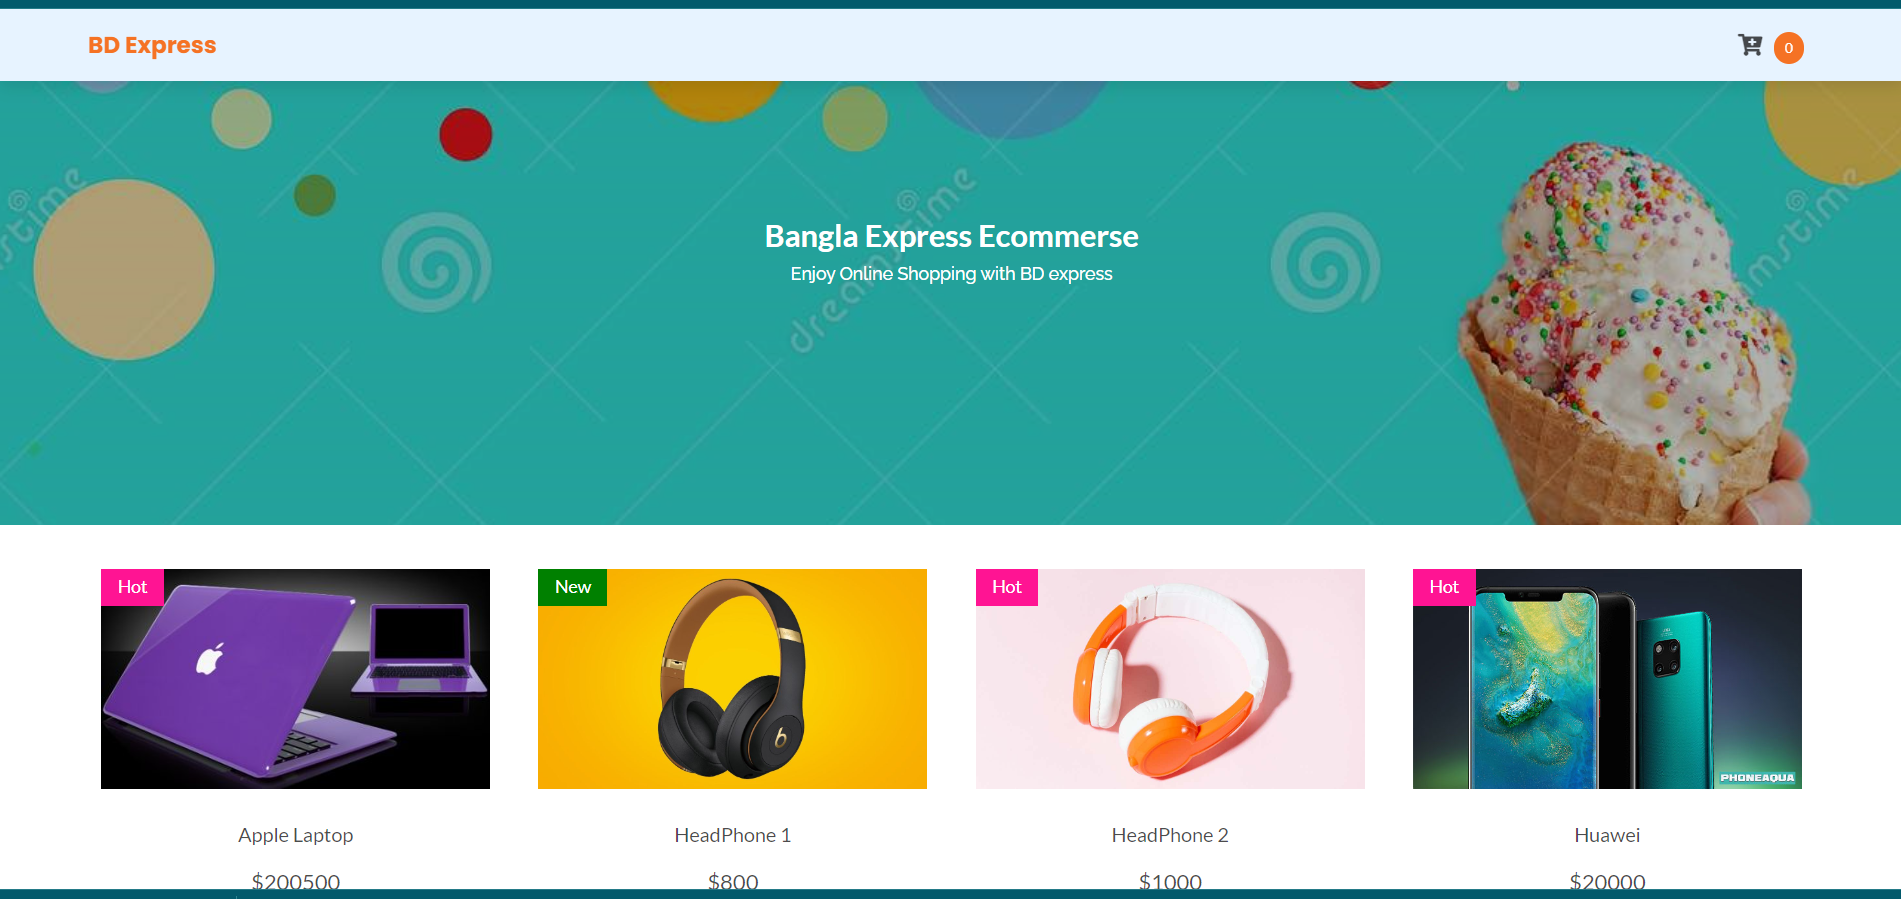 BD Express
0
dreamstime
Bangla Express Ecommerse
Enjoy Online Shopping with BD express
Hot
New
Hot
Hot
PHONEAQUA
Apple Laptop
HeadPhone 1
HeadPhone 2
Huawei
$200500
$800
$1000
$20000